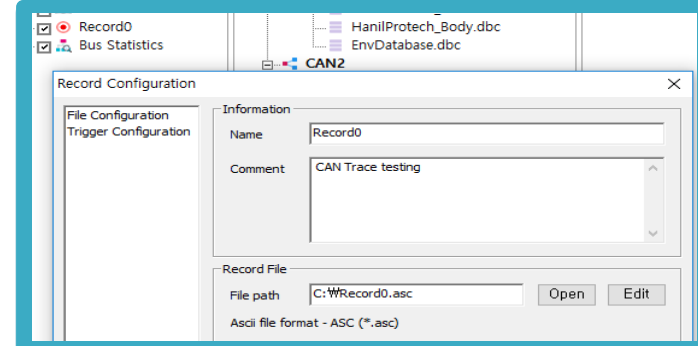 Record0
Bus Statistics
HanilProtech_Body.dbc
EnvDatabase.dbc
CAN2
Record Configuration
File Configuration
Trigger Configuration
Information
Name
Record0
Comment
CAN Trace testing
Record File
File path
C:₩Record0.asc
Open
Edit
Ascii file format - ASC (*.asc)